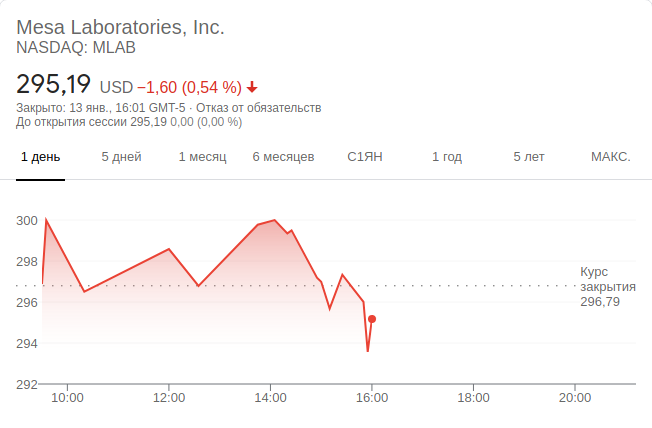 Mesa Laboratories, Inc.
NASDAQ: MLAB
295,19 USD −1,60 (0,54 %)
Закрыто: 13 янв., 16:01 GMT-5 · Отказ от обязательств
До открытия сессии 295,19 0,00 (0,00 %)
1 день 5 дней 1 месяц 6 месяцев С1ЯН 1 год 5 лет МАКС.
300
298
Курс
закрытия
296,79
296
294
292
10:00 12:00 14:00 16:00 18:00 20:00